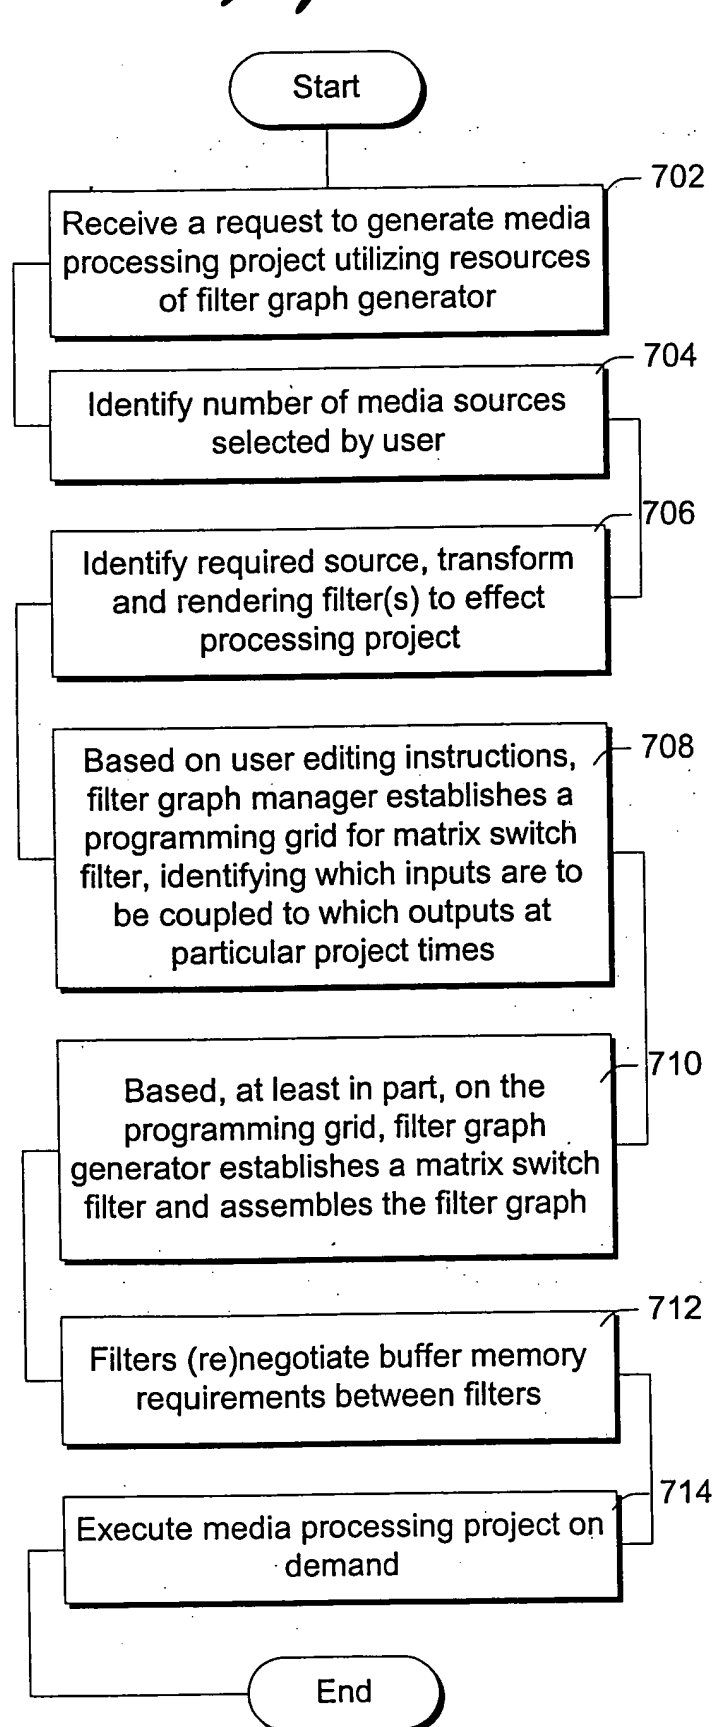 Start
702
Receive a request to generate media
processing project utilizing resources
of filter graph generator
704
Identify number of media sources
selected by user
706
Identify required source, transform
and rendering filter(s) to effect
processing project
708
Based on user editing instructions,
filter graph manager establishes a
programming grid for matrix switch
filter, identifying which inputs are to
be coupled to which outputs at
particular project times
710
Based, at least in part, on the
programming grid, filter graph
generator establishes a matrix switch
filter and assembles the filter graph
712
Filters (re)negotiate buffer memory
requirements between filters
714
Execute media processing project on
demand
End